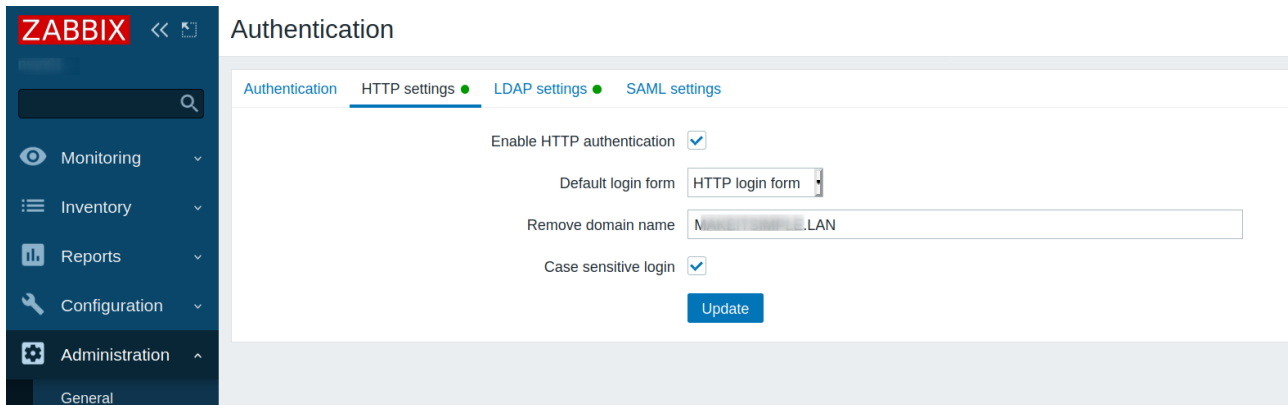 ZABBIX
Authentication
Authentication HTTP settings LDAP settings SAML settings
Enable HTTP authentication
Default login form HTTP login form
Remove domain name .LAN
Case sensitive login
Update
Monitoring
Inventory
Reports
Configuration
Administration
General